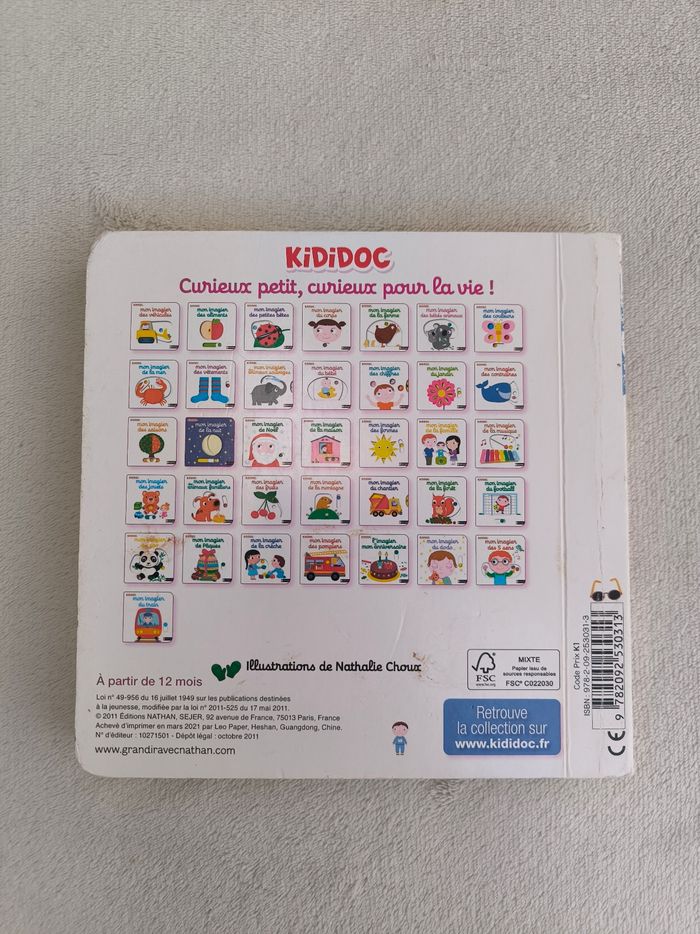 KiDiDOC
Curieux petit, curieux pour la vie !
mon imagier des véhicules
mon imagier des aliments
mon imagier des petites bêtes
mon imagier du corps
mon imagier de la ferme
mon imagier des bébés animaux
mon imagier des couleurs
mon imagier de la mer
mon imagier des vêtements
mon imagier
mon imagier du bébé
mon imagier des chiffres
mon imagier du jardin
mon imagier des contraires
mon imagier des saisons
mon imagier de la nuit
mon imagier de Noël
mon imagier de la maison
mon imagier des formes
mon imagier de la famille
mon imagier de la musique
mon imagier des jouets
mon imagier animaux familiers
mon imagier des fruits
mon imagier de la montagne
mon imagier du chantier
mon imagier de la forêt
mon imagier du football
mon imagier
mon imagier de Pâques
mon imagier de la crèche
mon imagier des pompiers
l'imagier mon anniversaire
mon imagier du dodo
mon imagier des 5 sens
mon imagier du train
Illustrations de Nathalie Choux
À partir de 12 mois
Loi n° 49-956 du 16 juillet 1949 sur les publications destinées
à la jeunesse, modifiée par la loi n° 2011-525 du 17 mai 2011.
© 2011 Éditions NATHAN, SEJER, 92 avenue de France, 75013 Paris, France
Achevé d'imprimer en mars 2021 par Leo Paper, Heshan, Guangdong, Chine.
N° d'éditeur : 10271501 - Dépôt légal : octobre 2011
www.grandiravecnathan.com
FSC
www.fsc.org
MIXTE
Papier issu de
sources responsables
FSC® C022030
Retrouve
la collection sur
www.kididoc.fr
Code Prix K1
ISBN : 978-2-09-253031-3
9 782092 530313
CE